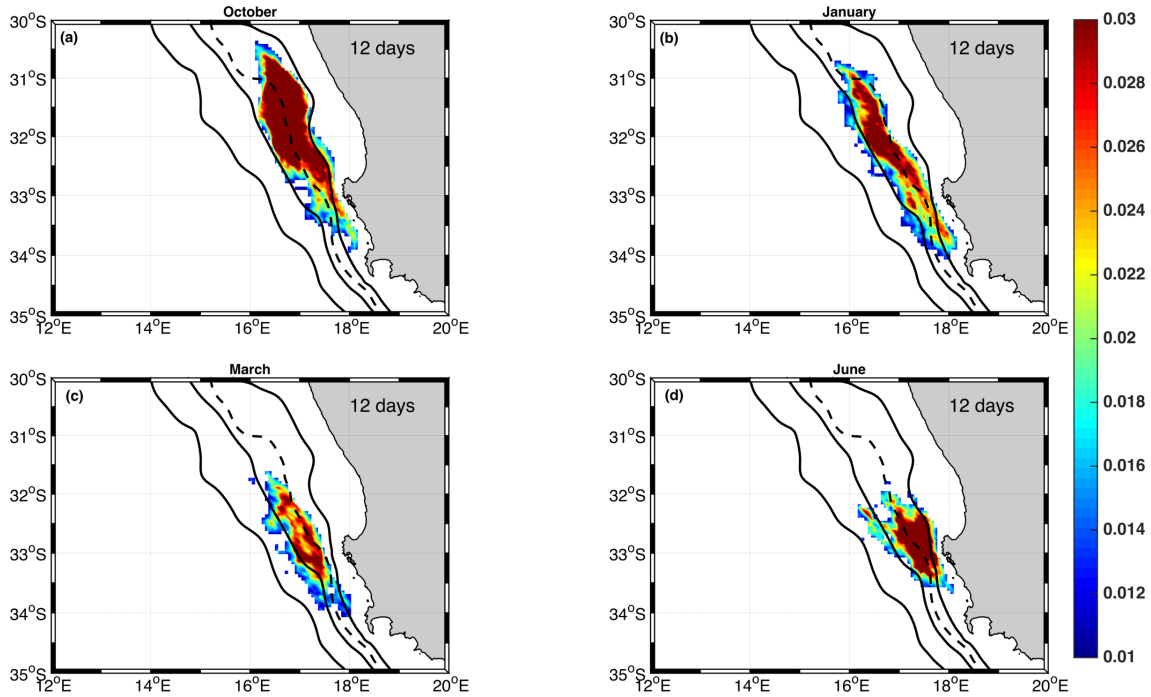 October
(a)
12 days
30°S
31°S
32°S
33°S
34°S
35°S
12°E
14°E
16°E
18°E
20°E
January
(b)
12 days
30°S
31°S
32°S
33°S
34°S
35°S
12°E
14°E
16°E
18°E
20°E
March
(c)
12 days
30°S
31°S
32°S
33°S
34°S
35°S
12°E
14°E
16°E
18°E
20°E
June
(d)
12 days
30°S
31°S
32°S
33°S
34°S
35°S
12°E
14°E
16°E
18°E
20°E
0.03
0.028
0.026
0.024
0.022
0.02
0.018
0.016
0.014
0.012
0.01